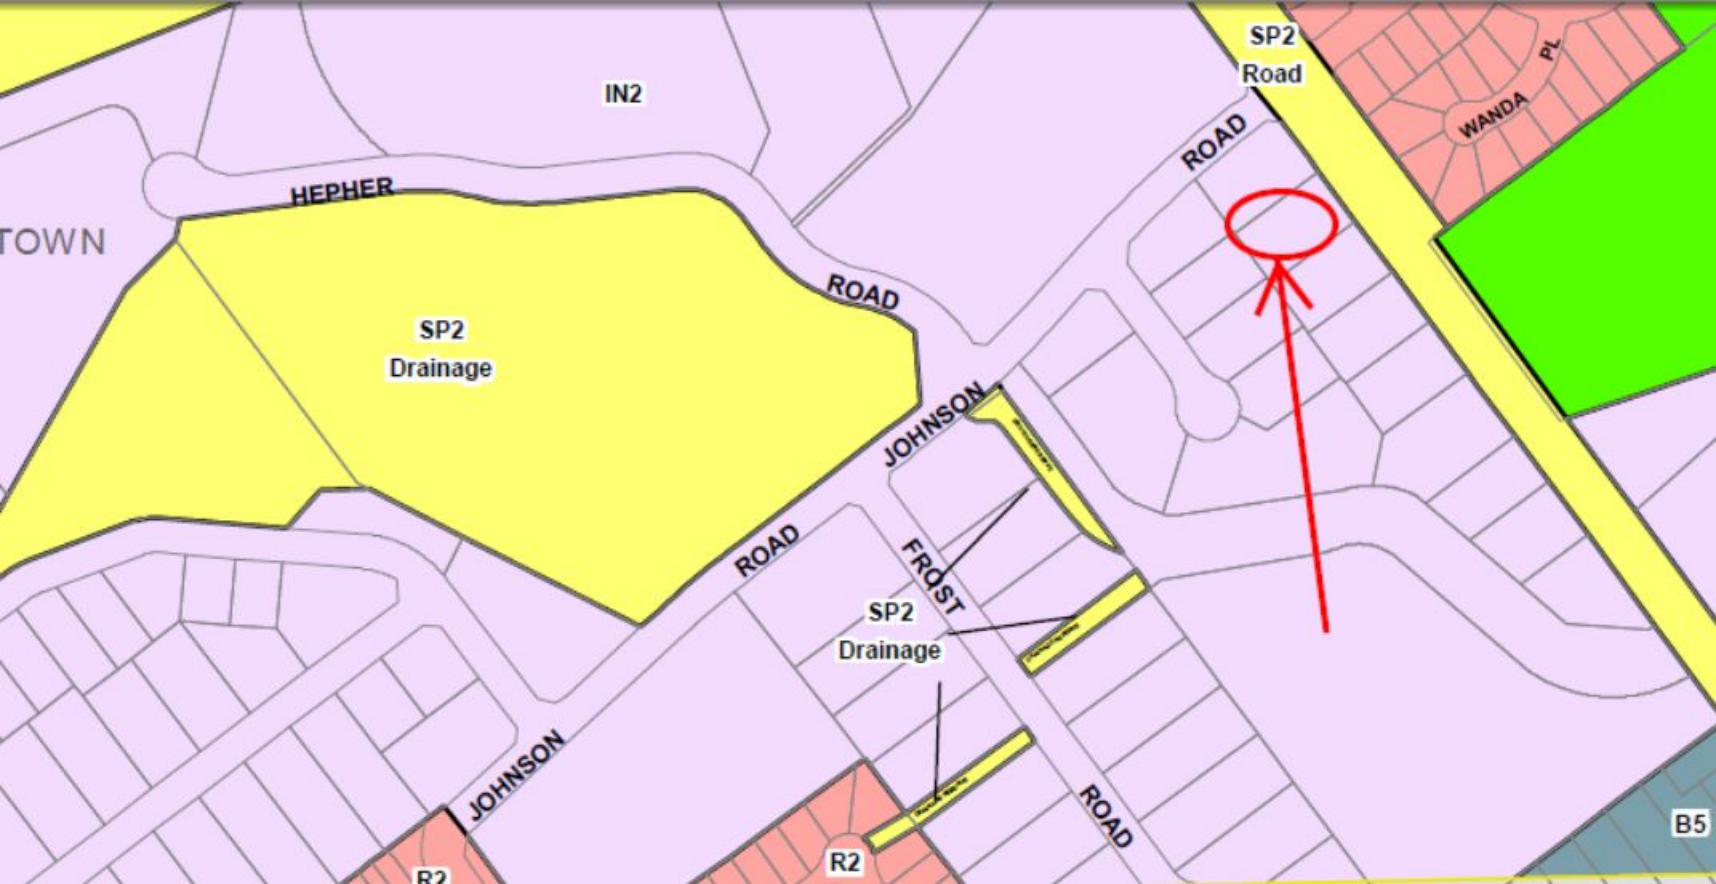 SP2
Road
PL
WANDA
IN2
ROAD
HEPHER
TOWN
ROAD
SP2
Drainage
JOHNSON
ROAD
FROST
SP2
Drainage
JOHNSON
ROAD
B5
R2
R2